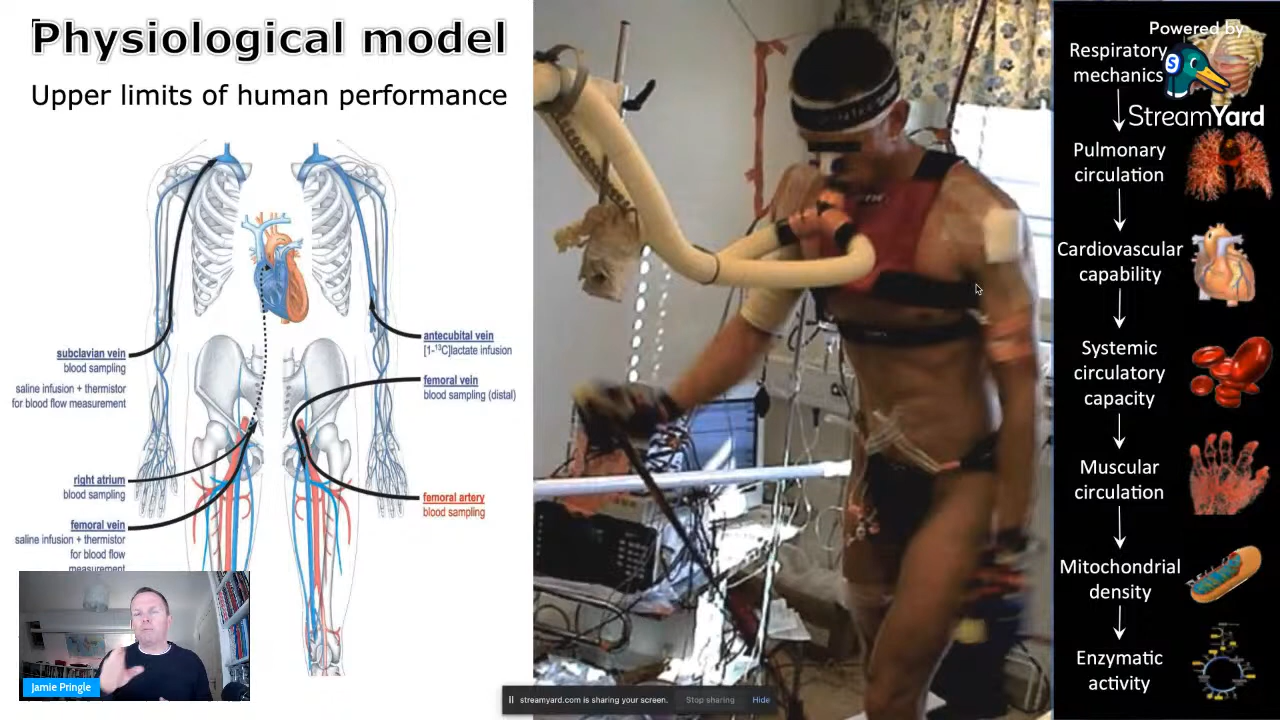 Physiological model
Upper limits of human performance
subclavian vein
blood sampling
saline infusion + thermistor
for blood flow measurement
antecubital vein
[1-¹³C]lactate infusion
femoral vein
blood sampling (distal)
right atrium
blood sampling
femoral vein
saline infusion + thermistor
for blood flow
measurement
femoral artery
blood sampling
Jamie Pringle
streamyard.com is sharing your screen.
Stop sharing
Hide
Powered by
StreamYard
Respiratory
mechanics
Pulmonary
circulation
Cardiovascular
capability
Systemic
circulatory
capacity
Muscular
circulation
Mitochondrial
density
Enzymatic
activity